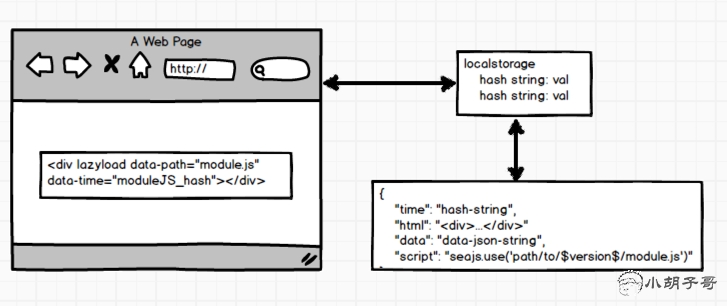 A Web Page
http://
<div lazyload data-path="module.js"
data-time="moduleJS_hash"></div>
localstorage
hash string: val
hash string: val
{
"time": "hash-string",
"html": "<div>...</div>"
"data": "data-json-string",
"script": "seajs.use('path/to/$version$/module.js')"
小胡子哥